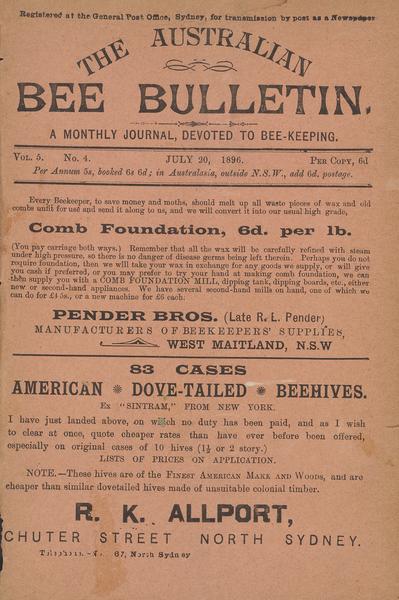 Registered at the General Post Office, Sydney, for transmission by post as a Newspaper
THE AUSTRALIAN
BEE BULLETIN.
A MONTHLY JOURNAL, DEVOTED TO BEE-KEEPING.
VOL. 5. No. 4. JULY 20, 1896. PER COPY, 6d
Per Annum 5s, booked 6s 6d; in Australasia, outside N.S.W., add 6d. postage.
Every Beekeeper, to save money and moths, should melt up all waste pieces of wax and old
combs unfit for use and send it along to us, and we will convert it into our usual high grade,
Comb Foundation, 6d. per lb.
(You pay carriage both ways.) Remember that all the wax will be carefully refined with steam
under high pressure, so there is no danger of disease germs being left therein. Perhaps you do not
require foundation, then we will take your wax in exchange for any goods we supply, or will give
you cash if preferred, or you may prefer to try your hand at making comb foundation, we can
then supply you with a COMB FOUNDATION MILL, dipping tank, dipping boards, etc., either
new or second-hand appliances. We have several second-hand mills on hand, one of which we
can do for £4 5s., or a new machine for £6 each.
PENDER BROS. (Late R. L. Pender)
MANUFACTURERS OF BEEKEEPERS' SUPPLIES,
WEST MAITLAND, N.S.W
83 CASES
AMERICAN * DOVE-TAILED * BEEHIVES.
Ex "SINTRAM," FROM NEW YORK.
I have just landed above, on which no duty has been paid, and as I wish
to clear at once, quote cheaper rates than have ever before been offered,
especially on original cases of 10 hives (1½ or 2 story.)
LISTS OF PRICES ON APPLICATION.
NOTE.—These hives are of the FINEST AMERICAN MAKE AND WOODS, and are
cheaper than similar dovetailed hives made of unsuitable colonial timber.
R. K. ALLPORT,
CHUTER STREET NORTH SYDNEY.
Telephone—No. 67, North Sydney